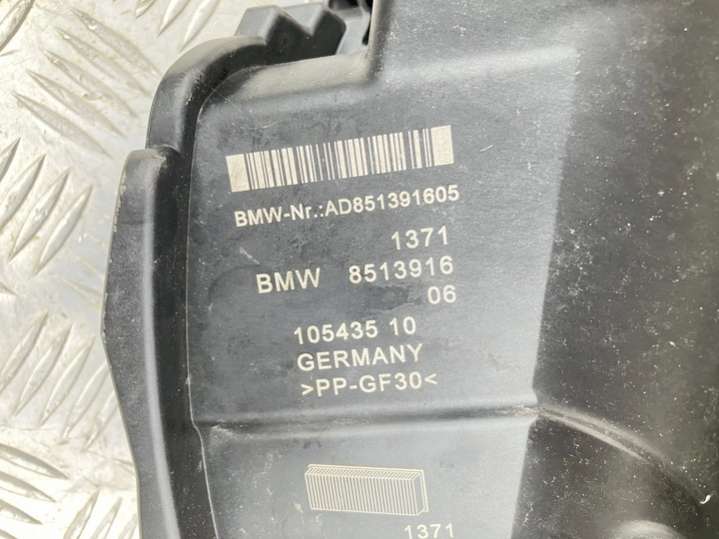 BMW-Nr.:AD851391605
1371
BMW 8513916
06
105435 10
GERMANY
>PP-GF30<
1371